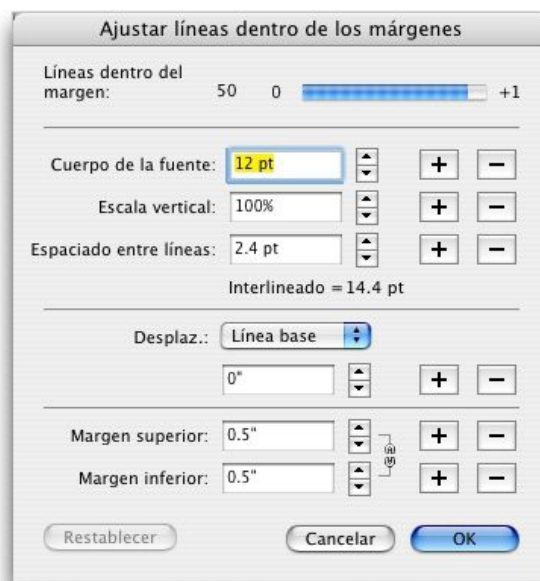 Ajustar líneas dentro de los márgenes
Líneas dentro del
margen: 50 0 +1
Cuerpo de la fuente: 12 pt + −
Escala vertical: 100% + −
Espaciado entre líneas: 2.4 pt + −
Interlineado = 14.4 pt
Desplaz.: Línea base
0" + −
Margen superior: 0.5" + −
Margen inferior: 0.5" + −
Restablecer Cancelar OK